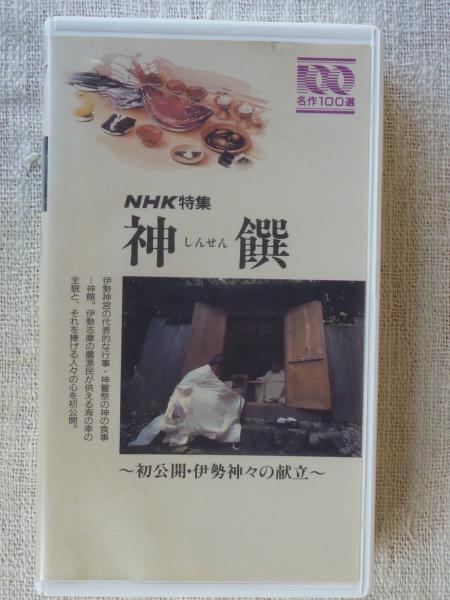 100
名作100選
NHK特集
神しんせん饌
伊勢神宮の代表的な行事・神嘗祭の神の食事
―神饌。伊勢志摩の農漁民が供える海の幸の
全貌と、それを捧げる人々の心を初公開。
〜初公開・伊勢神々の献立〜